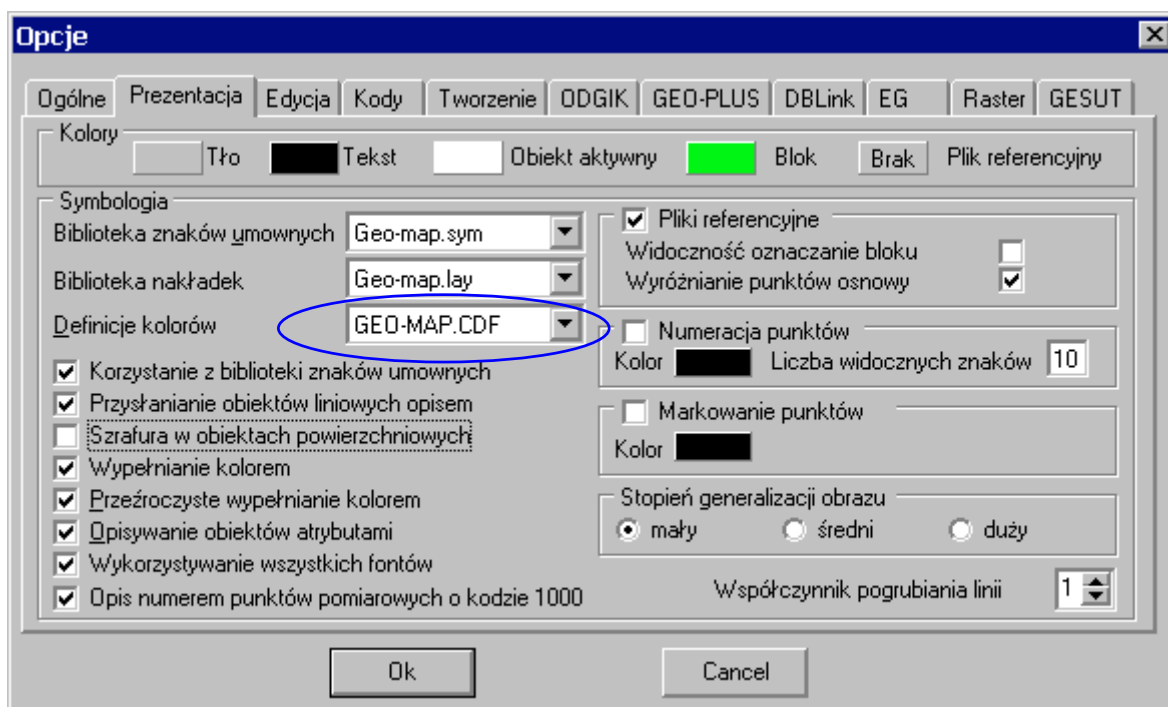 Opcje
Ogólne Prezentacja Edycja Kody Tworzenie ODGIK GEO-PLUS DBLink EG Raster GESUT
Kolory
Tło Tekst Obiekt aktywny Blok Brak Plik referencyjny
Symbologia
Biblioteka znaków umownych Geo-map.sym
Biblioteka nakładek Geo-map.lay
Definicje kolorów GEO-MAP.CDF
Korzystanie z biblioteki znaków umownych
Przysłanianie obiektów liniowych opisem
Szrafura w obiektach powierzchniowych
Wypełnianie kolorem
Przeźroczyste wypełnianie kolorem
Opisywanie obiektów atrybutami
Wykorzystywanie wszystkich fontów
Opis numerem punktów pomiarowych o kodzie 1000
Pliki referencyjne
Widoczność oznaczanie bloku
Wyróżnianie punktów osnowy
Numeracja punktów
Kolor Liczba widocznych znaków 10
Markowanie punktów
Kolor
Stopień generalizacji obrazu
mały średni duży
Współczynnik pogrubiania linii 1
Ok Cancel